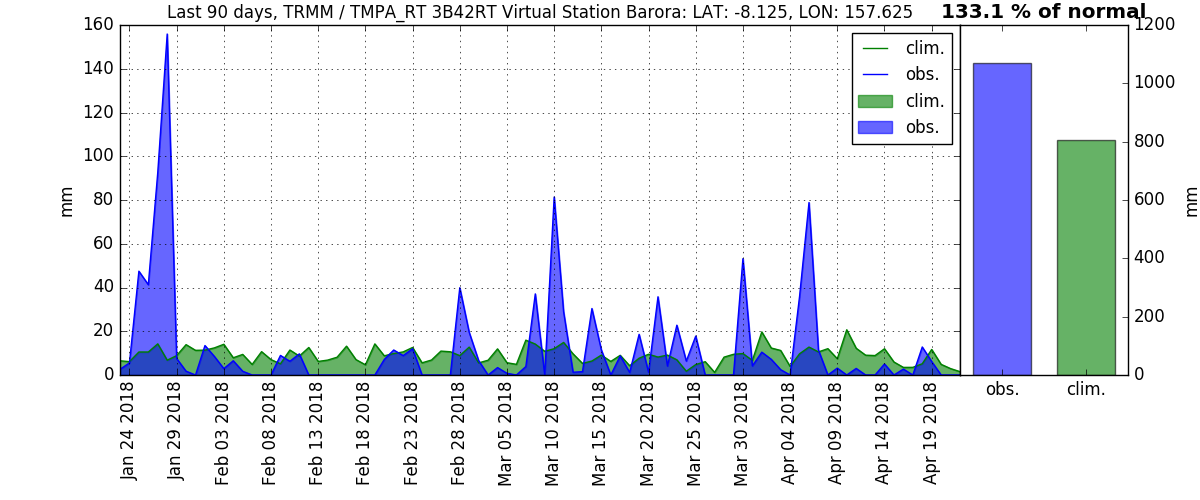 Last 90 days, TRMM / TMPA_RT 3B42RT Virtual Station Barora: LAT: -8.125, LON: 157.625
133.1 % of normal
160
140
120
100
80
60
40
20
0
mm
clim.
obs.
clim.
obs.
1200
1000
800
600
400
200
0
mm
Jan 24 2018
Jan 29 2018
Feb 03 2018
Feb 08 2018
Feb 13 2018
Feb 18 2018
Feb 23 2018
Feb 28 2018
Mar 05 2018
Mar 10 2018
Mar 15 2018
Mar 20 2018
Mar 25 2018
Mar 30 2018
Apr 04 2018
Apr 09 2018
Apr 14 2018
Apr 19 2018
obs.
clim.